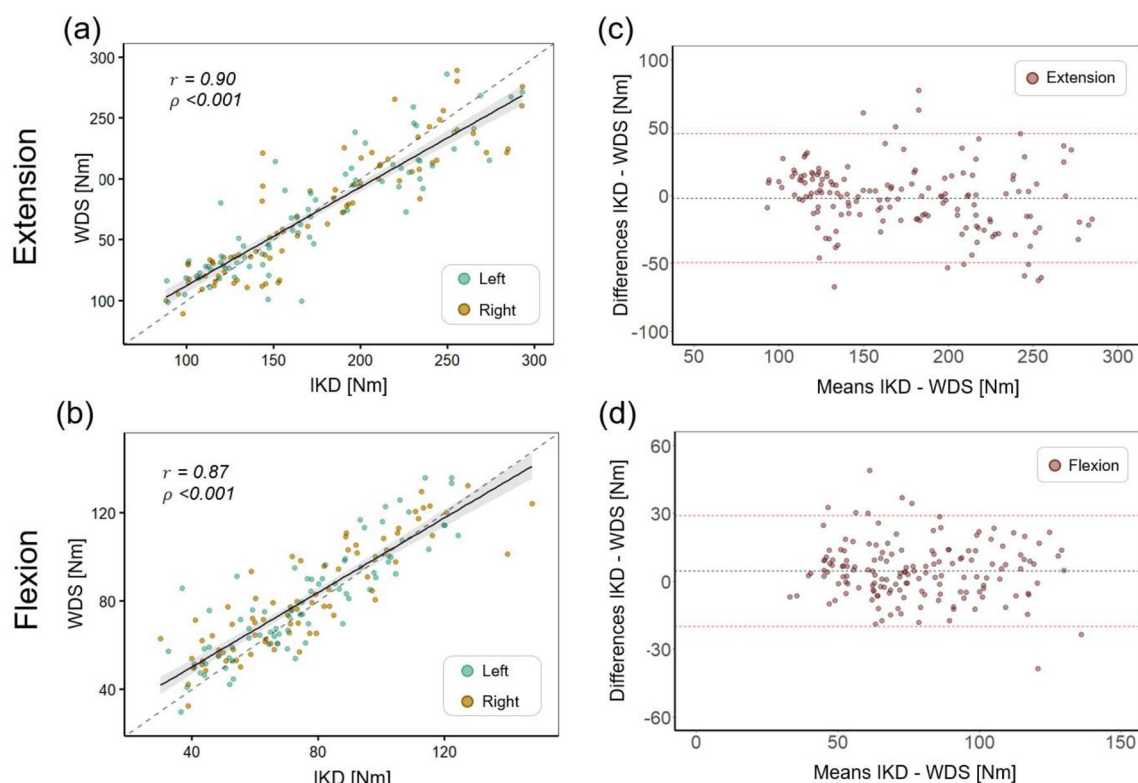 (a)
Extension
r = 0.90
ρ <0.001
WDS [Nm]
300
250
00
50
100
Left
Right
100 150 200 250 300
IKD [Nm]
(c)
Differences IKD - WDS [Nm]
100
50
0
-50
-100
Extension
50 100 150 200 250 300
Means IKD - WDS [Nm]
(b)
Flexion
r = 0.87
ρ <0.001
WDS [Nm]
120
80
40
Left
Right
40 80 120
IKD [Nm]
(d)
Differences IKD - WDS [Nm]
60
30
0
-30
-60
Flexion
0 50 100 150
Means IKD - WDS [Nm]